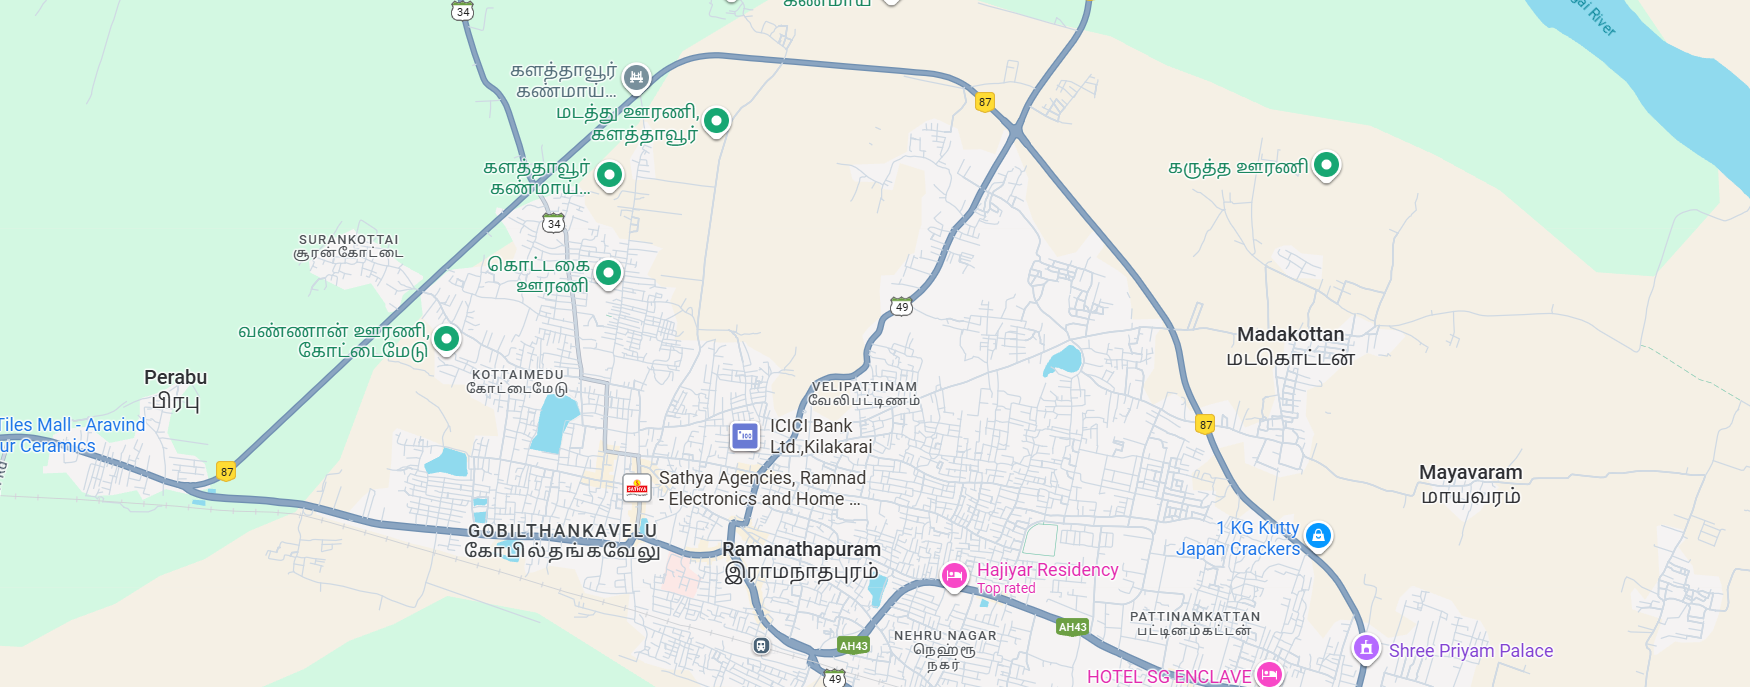 34
கண்மாய்
gai River
களத்தாவூர்
கண்மாய்...
87
மடத்து ஊரணி,
களத்தாவூர்
களத்தாவூர்
கண்மாய்...
கருத்த ஊரணி
34
SURANKOTTAI
சூரன்கோட்டை
கொட்டகை
ஊரணி
49
வண்ணான் ஊரணி,
கோட்டைமேடு
Madakottan
மடகொட்டன்
Perabu
பிரபு
KOTTAIMEDU
கோட்டைமேடு
VELIPATTINAM
வேலிபட்டிணம்
Tiles Mall - Aravind
ur Ceramics
ICICI Bank
Ltd.,Kilakarai
87
87
Mayavaram
மாயவரம்
SATHYA
Sathya Agencies, Ramnad
- Electronics and Home ...
GOBILTHANKAVELU
கோபில்தங்கவேலு
1 KG Kutty
Japan Crackers
Ramanathapuram
இராமநாதபுரம்
Hajiyar Residency
Top rated
PATTINAMKATTAN
பட்டினம்கட்டன்
AH43
NEHRU NAGAR
நெஹ்ரூ
நகர்
AH43
Shree Priyam Palace
49
HOTEL SG ENCLAVE